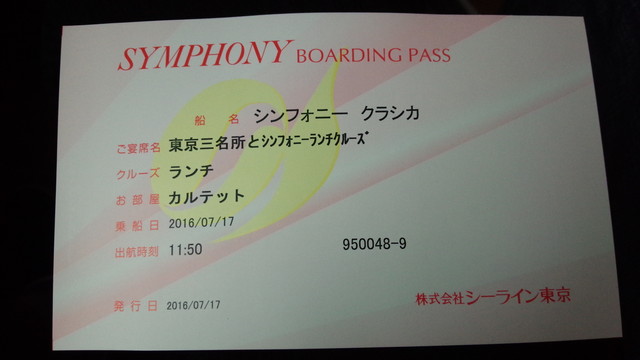 SYMPHONY BOARDING PASS
船 名 シンフォニー クラシカ
ご宴席名 東京三名所とｼﾝﾌｫﾆｰﾗﾝﾁｸﾙｰｽﾞ
クルーズ ランチ
お部屋 カルテット
乗船日 2016/07/17
出航時刻 11:50 950048-9
発行日 2016/07/17 株式会社シーライン東京